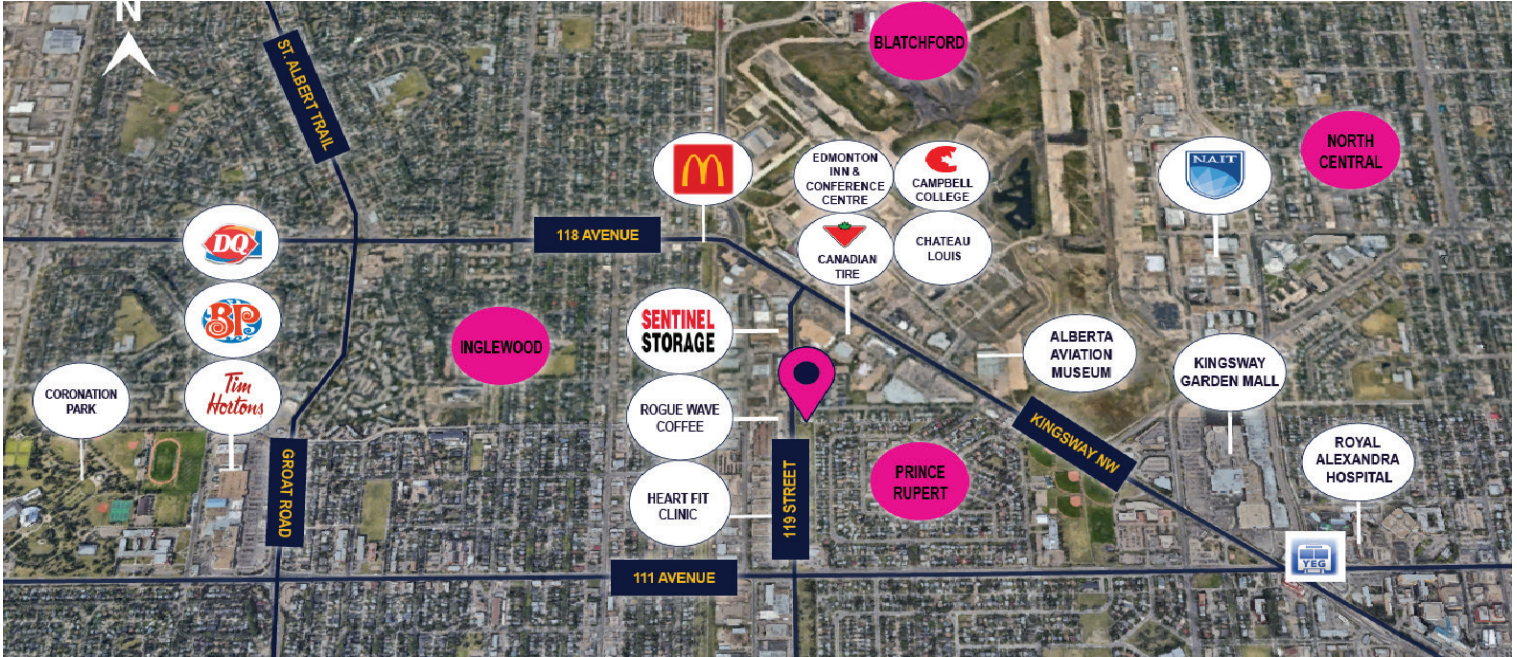 N
ST. ALBERT TRAIL
BLATCHFORD
NORTH
CENTRAL
EDMONTON
INN &
CONFERENCE
CENTRE
CAMPBELL
COLLEGE
NAIT
DQ
118 AVENUE
CANADIAN
TIRE
CHATEAU
LOUIS
BP
SENTINEL
STORAGE
INGLEWOOD
ALBERTA
AVIATION
MUSEUM
KINGSWAY
GARDEN MALL
CORONATION
PARK
Tim
Hortons
ROGUE WAVE
COFFEE
KINGSWAY NW
PRINCE
RUPERT
ROYAL
ALEXANDRA
HOSPITAL
GROAT ROAD
HEART FIT
CLINIC
119 STREET
111 AVENUE
YEG